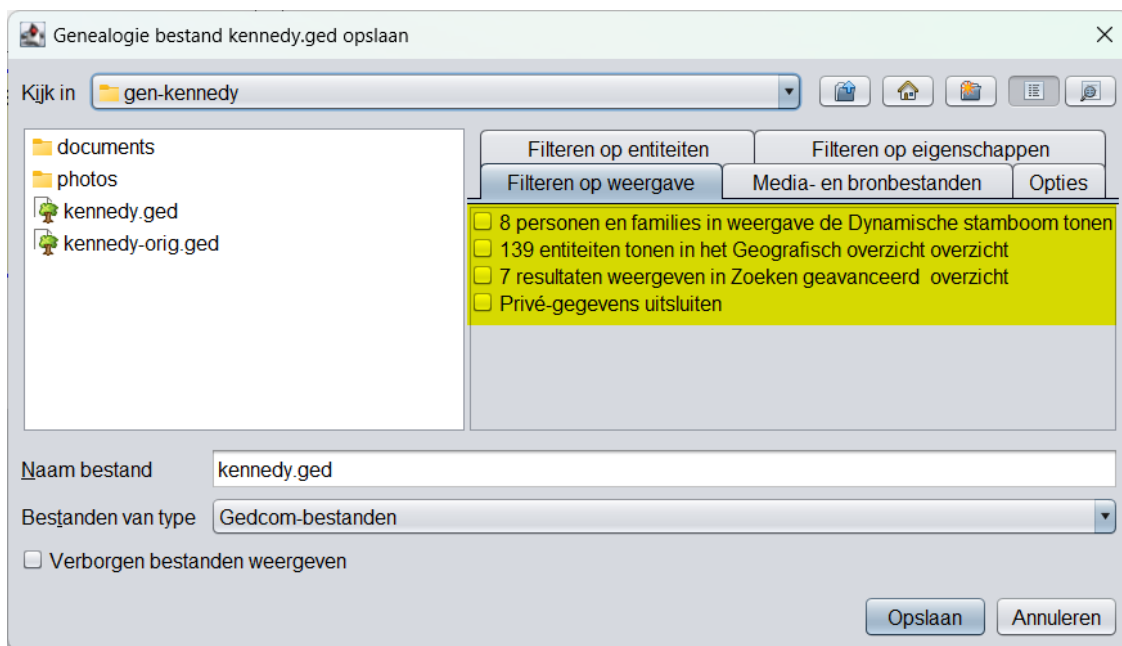 Genealogie bestand kennedy.ged opslaan
Kijk in gen-kennedy
documents
photos
kennedy.ged
kennedy-orig.ged
Filteren op entiteiten Filteren op eigenschappen
Filteren op weergave Media- en bronbestanden Opties
8 personen en families in weergave de Dynamische stamboom tonen
139 entiteiten tonen in het Geografisch overzicht overzicht
7 resultaten weergeven in Zoeken geavanceerd overzicht
Privé-gegevens uitsluiten
Naam bestand kennedy.ged
Bestanden van type Gedcom-bestanden
Verborgen bestanden weergeven
Opslaan Annuleren